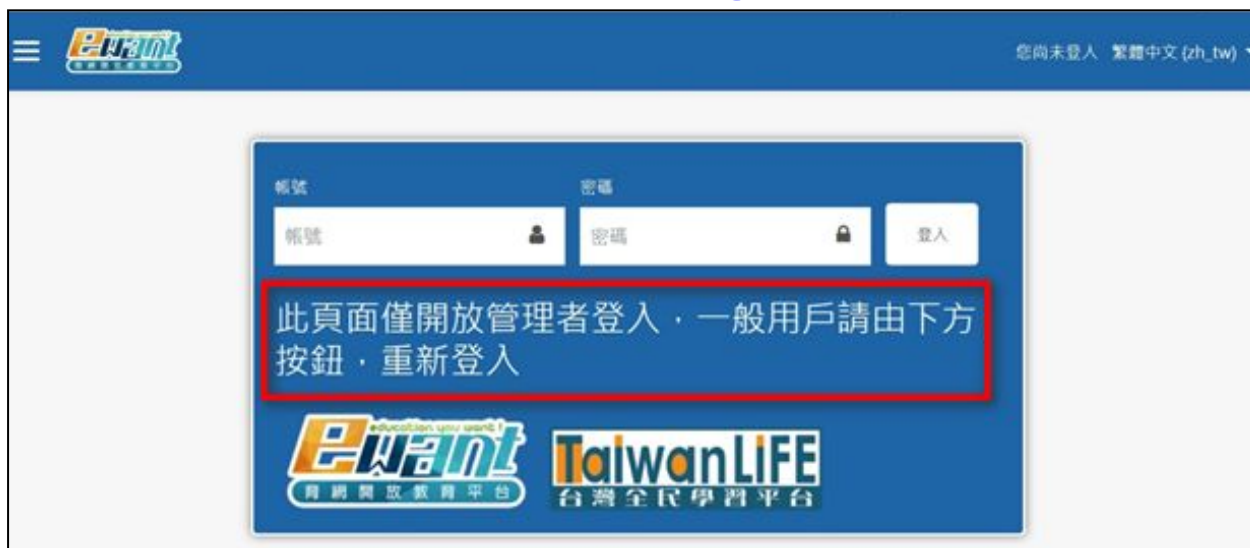 ewant
您尚未登入 繁體中文 (zh_tw)
帳號 密碼
帳號 密碼 登入
此頁面僅開放管理者登入,一般用戶請由下方
按鈕,重新登入
education you want !
ewant TaiwanLiFE
育網開放教育平台 台灣全民學習平台